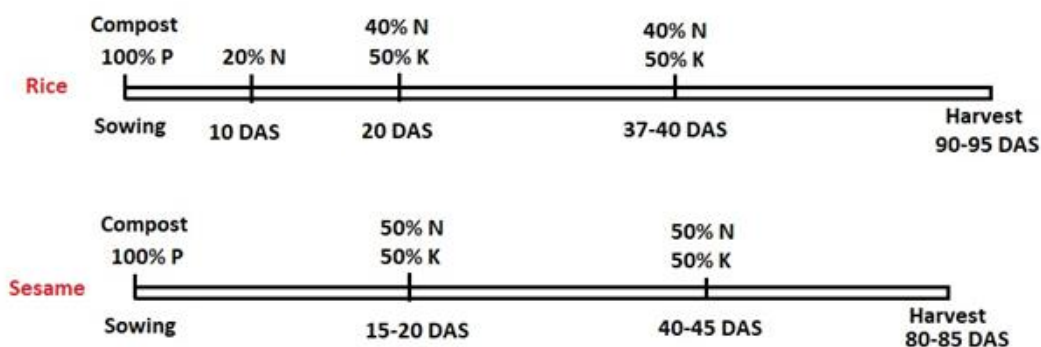 Compost 40% N 40% N
100% P 20% N 50% K 50% K
Rice
Sowing 10 DAS 20 DAS 37-40 DAS Harvest
90-95 DAS
Compost 50% N 50% N
100% P 50% K 50% K
Sesame
Sowing 15-20 DAS 40-45 DAS Harvest
80-85 DAS